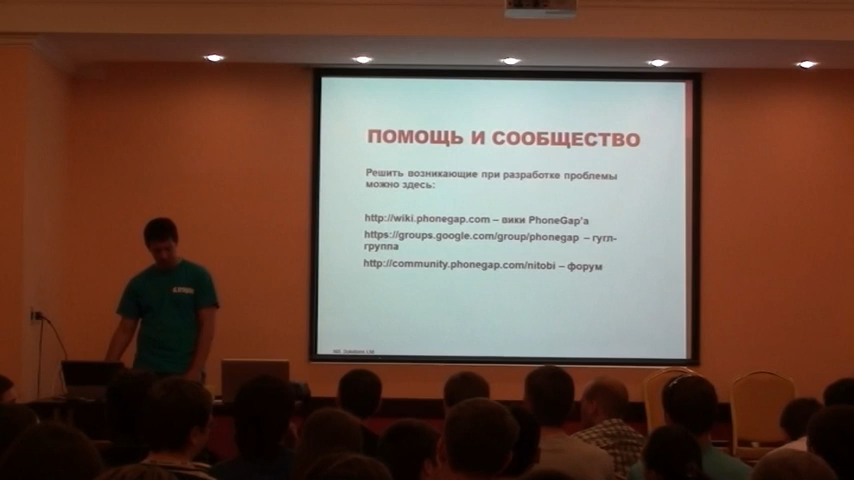 ПОМОЩЬ И СООБЩЕСТВО
Решить возникающие при разработке проблемы
можно здесь:
http://wiki.phonegap.com – вики PhoneGap'а
https://groups.google.com/group/phonegap – гугл-
группа
http://community.phonegap.com/nitobi – форум